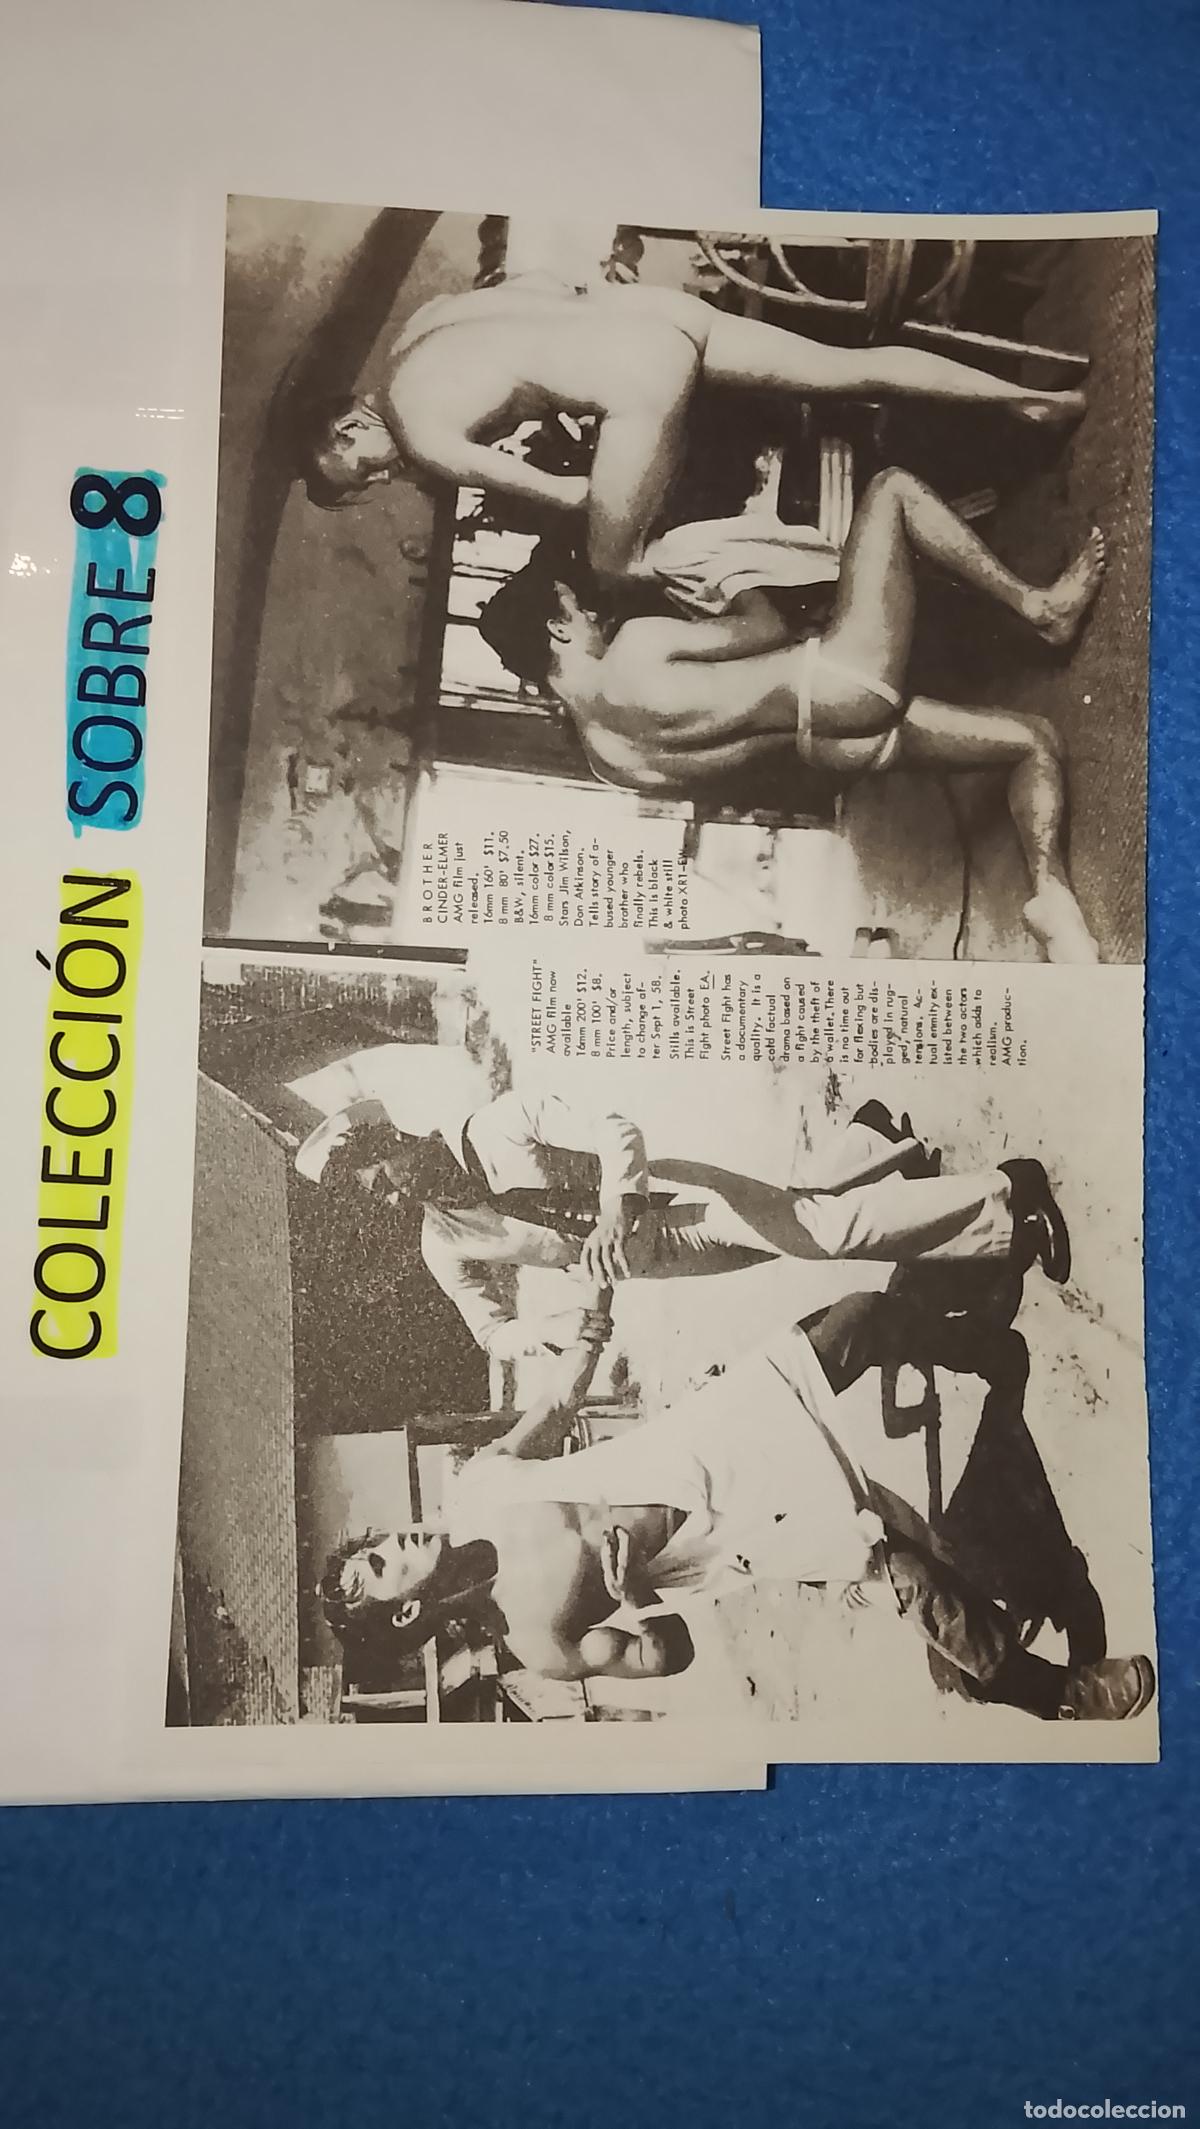 COLECCIÓN SOBRE 8
"STREET FIGHT"
AMG film now
available
16mm 200' $12.
8 mm 100' $8.
Price and/or
length, subject
to change af-
ter Sept 1, 58.
Stills available.
This is Street
Fight photo EA.
Street Fight has
a documentary
quality. It is a
cold factual
drama based on
a fight caused
by the theft of
a wallet. There
is no time out
for flexing but
bodies are dis-
played in rug-
ged, natural
tensions. Ac-
tual enmity ex-
isted between
the two actors
which adds to
realism.
AMG produc-
tion.
BROTHER
CINDER-ELMER
AMG film just
released.
16mm 160' $11.
8 mm 80' $7.50
B&W, silent.
16mm color $27.
8 mm color $15.
Stars Jim Wilson,
Don Atkinson.
Tells story of a-
bused younger
brother who
finally rebels.
This is black
& white still
photo XR1-EW
todocoleccion